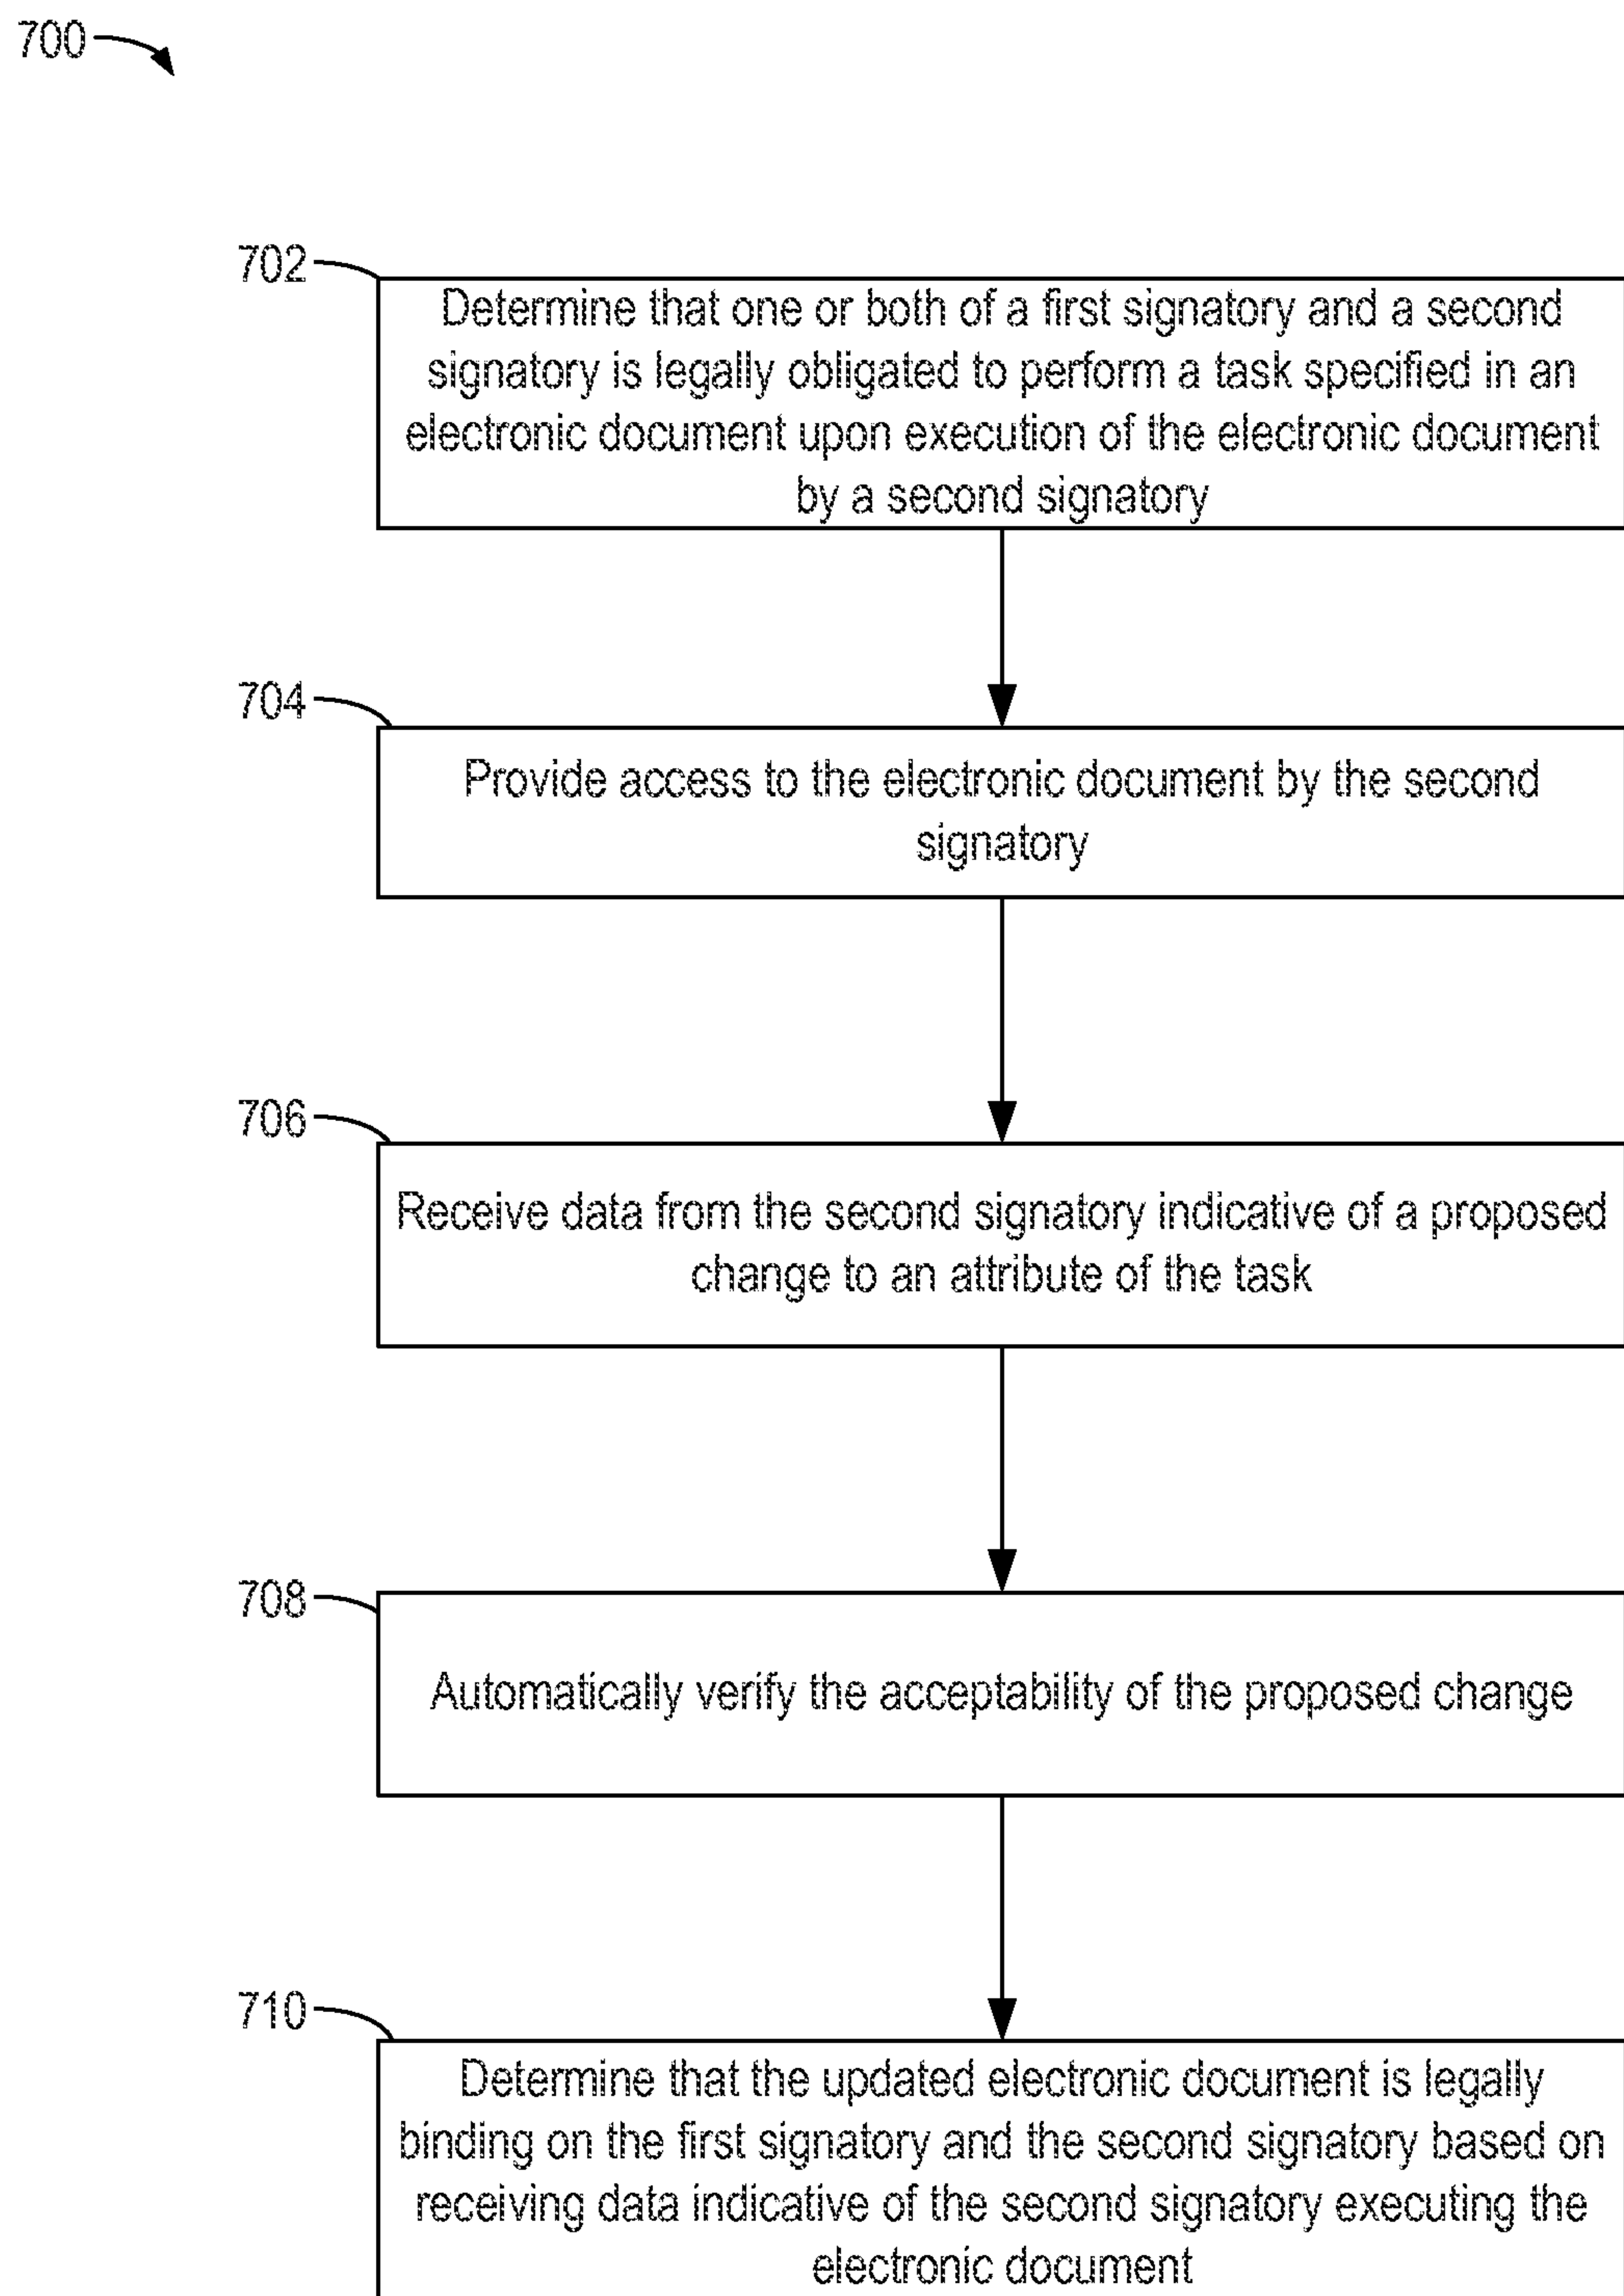 700
702
Determine that one or both of a first signatory and a second
signatory is legally obligated to perform a task specified in an
electronic document upon execution of the electronic document
by a second signatory
704
Provide access to the electronic document by the second
signatory
706
Receive data from the second signatory indicative of a proposed
change to an attribute of the task
708
Automatically verify the acceptability of the proposed change
710
Determine that the updated electronic document is legally
binding on the first signatory and the second signatory based on
receiving data indicative of the second signatory executing the
electronic document